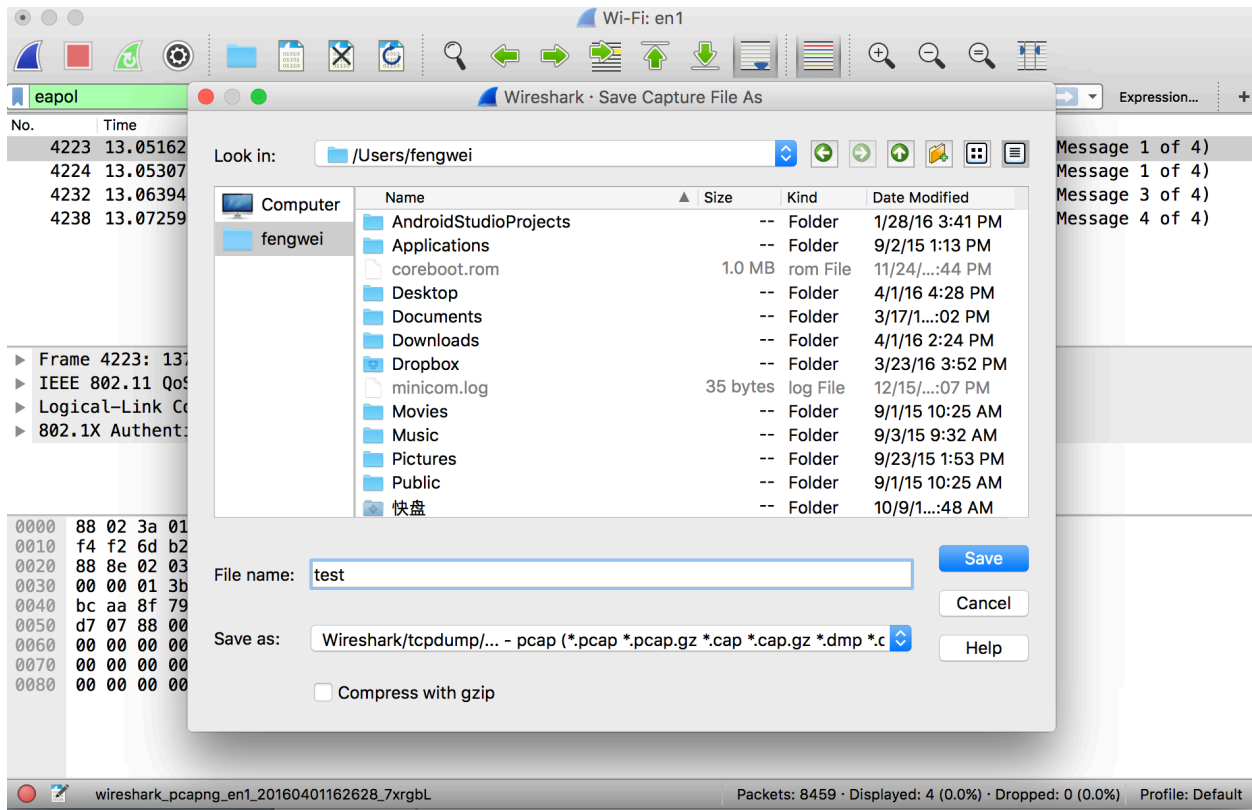 Wi-Fi: en1
eapol
Expression...
+
Wireshark · Save Capture File As
No. Time
4223 13.05162 Message 1 of 4)
4224 13.05307 Message 1 of 4)
4232 13.06394 Message 3 of 4)
4238 13.07259 Message 4 of 4)
Look in: /Users/fengwei
Computer
fengwei
Name Size Kind Date Modified
AndroidStudioProjects -- Folder 1/28/16 3:41 PM
Applications -- Folder 9/2/15 1:13 PM
coreboot.rom 1.0 MB rom File 11/24/...:44 PM
Desktop -- Folder 4/1/16 4:28 PM
Documents -- Folder 3/17/1...:02 PM
Downloads -- Folder 4/1/16 2:24 PM
Dropbox -- Folder 3/23/16 3:52 PM
minicom.log 35 bytes log File 12/15/...:07 PM
Movies -- Folder 9/1/15 10:25 AM
Music -- Folder 9/3/15 9:32 AM
Pictures -- Folder 9/23/15 1:53 PM
Public -- Folder 9/1/15 10:25 AM
快盘 -- Folder 10/9/1...:48 AM
File name: test
Save
Cancel
Save as: Wireshark/tcpdump/... - pcap (*.pcap *.pcap.gz *.cap *.cap.gz *.dmp *.c
Help
Compress with gzip
Frame 4223: 137
IEEE 802.11 QoS
Logical-Link Co
802.1X Authenti
0000 88 02 3a 01
0010 f4 f2 6d b2
0020 88 8e 02 03
0030 00 00 01 3b
0040 bc aa 8f 79
0050 d7 07 88 00
0060 00 00 00 00
0070 00 00 00 00
0080 00 00 00 00
wireshark_pcapng_en1_20160401162628_7xrgbL
Packets: 8459 · Displayed: 4 (0.0%) · Dropped: 0 (0.0%)
Profile: Default